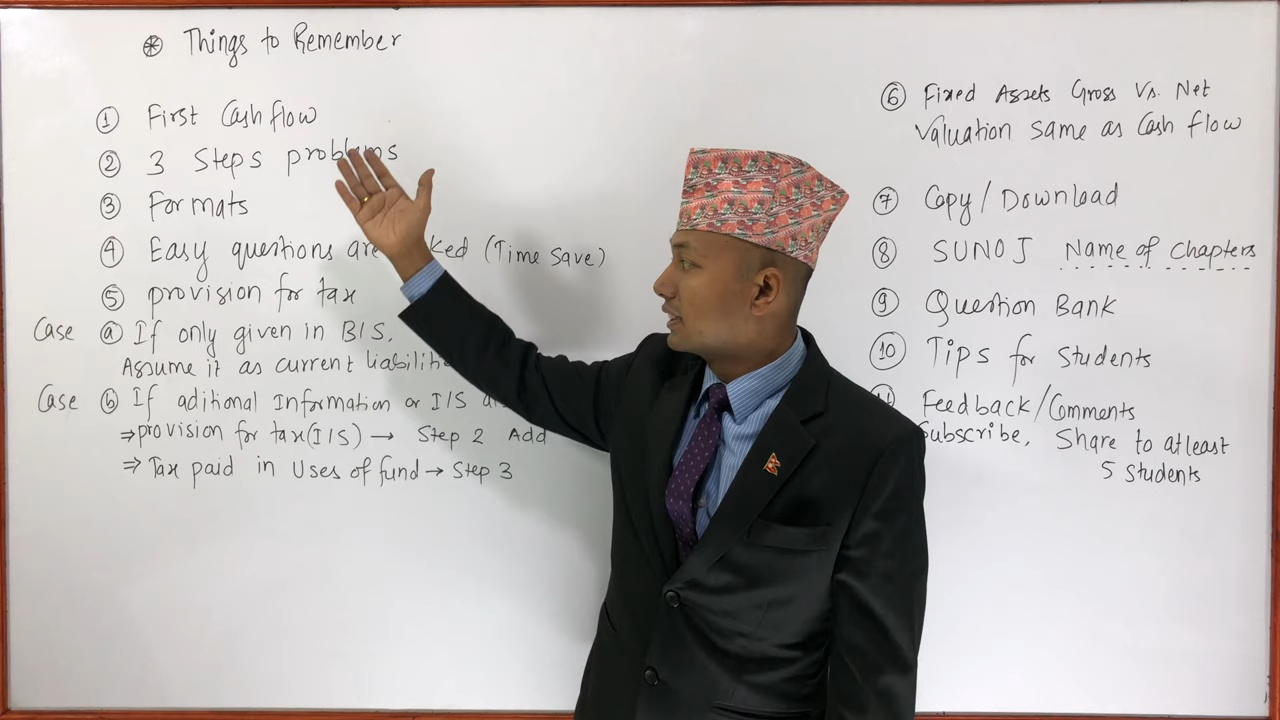 ⊛ Things to Remember
① First Cash flow
② 3 Steps problems
③ Formats
④ Easy questions are ked (Time Save)
⑤ provision for tax
Case ⓐ If only given in B/S.
Assume it as current liabiliti
Case ⓑ If aditional Information or I/S
⇒ provision for tax (I/S) → Step 2 Add
⇒ Tax paid in Uses of fund → Step 3
⑥ Fixed Assets Gross Vs. Net
Valuation same as Cash flow
⑦ Copy/Download
⑧ SUNOJ Name of Chapters
⑨ Question Bank
⑩ Tips for Students
⑪ Feedback/Comments
Subscribe, Share to atleast
5 Students